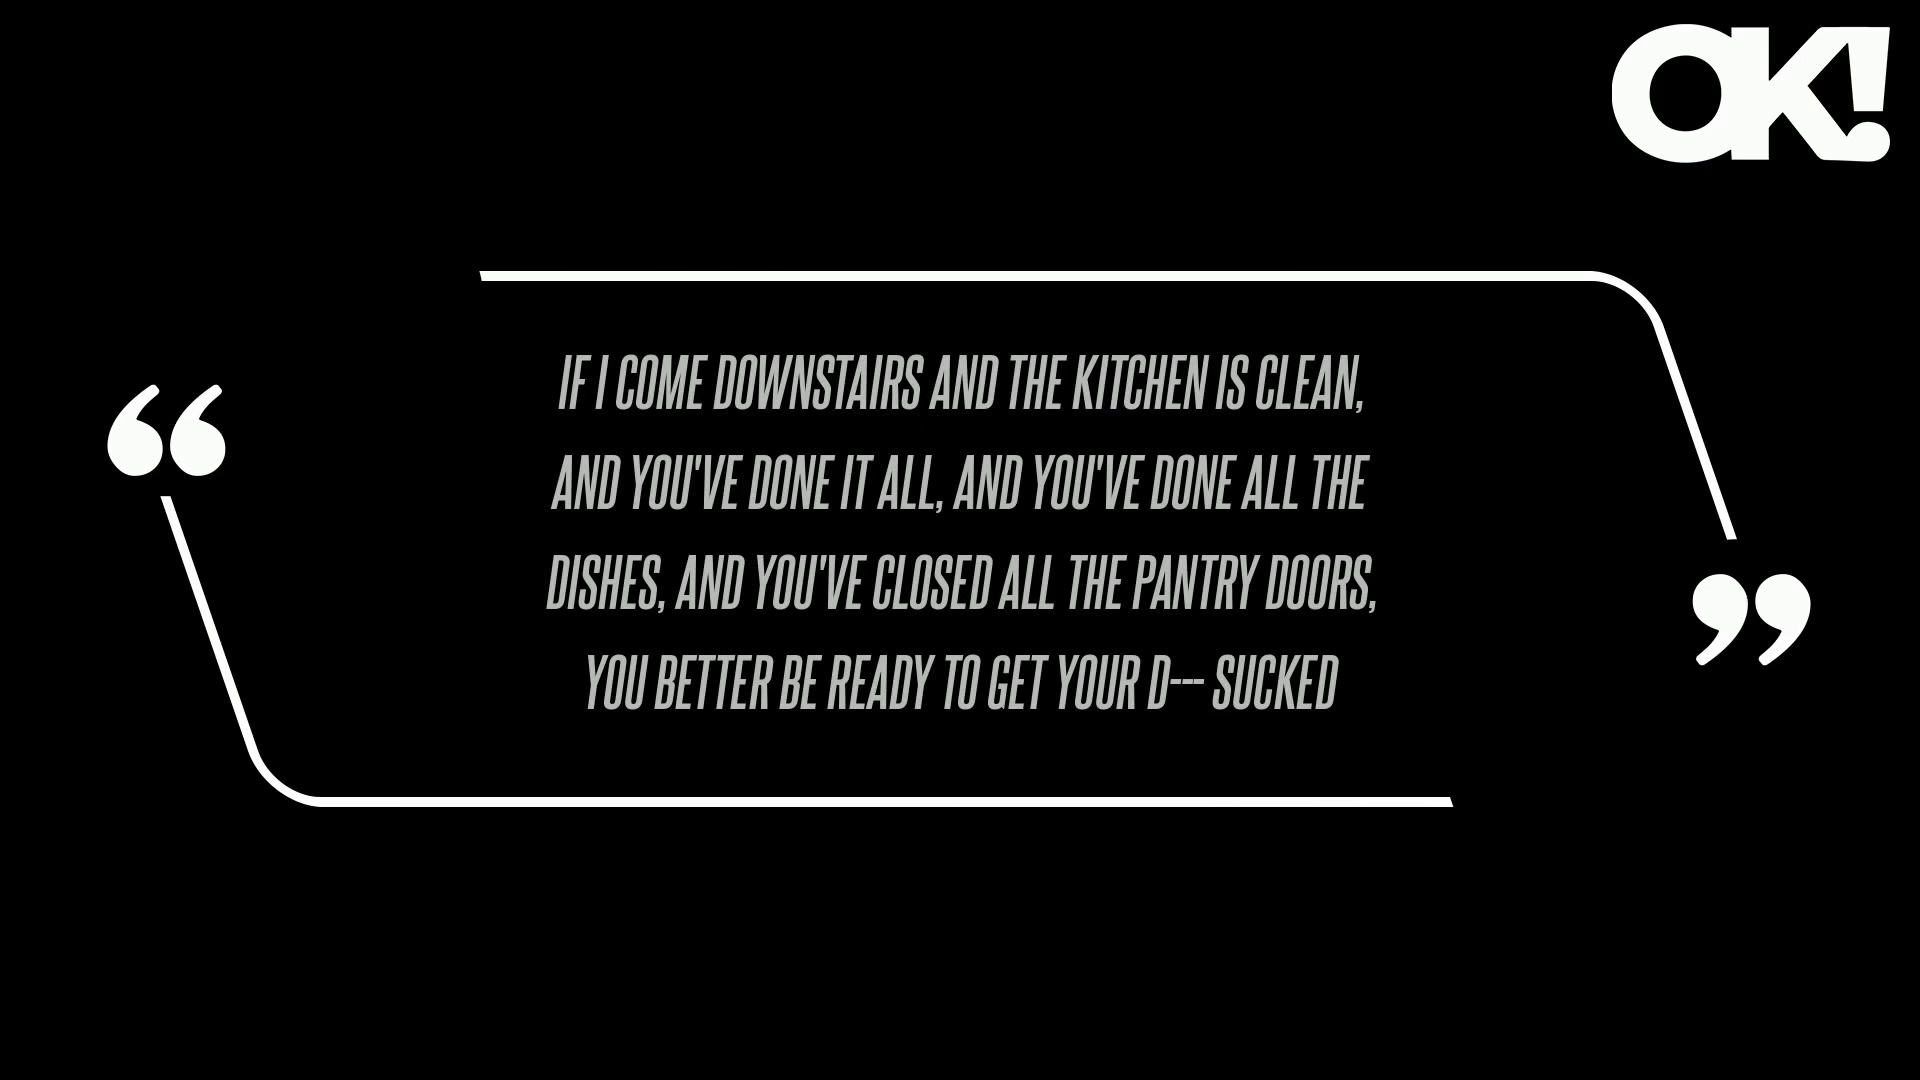 OK!
“
IF I COME DOWNSTAIRS AND THE KITCHEN IS CLEAN,
AND YOU'VE DONE IT ALL, AND YOU'VE DONE ALL THE
DISHES, AND YOU'VE CLOSED ALL THE PANTRY DOORS,
YOU BETTER BE READY TO GET YOUR D--- SUCKED
”